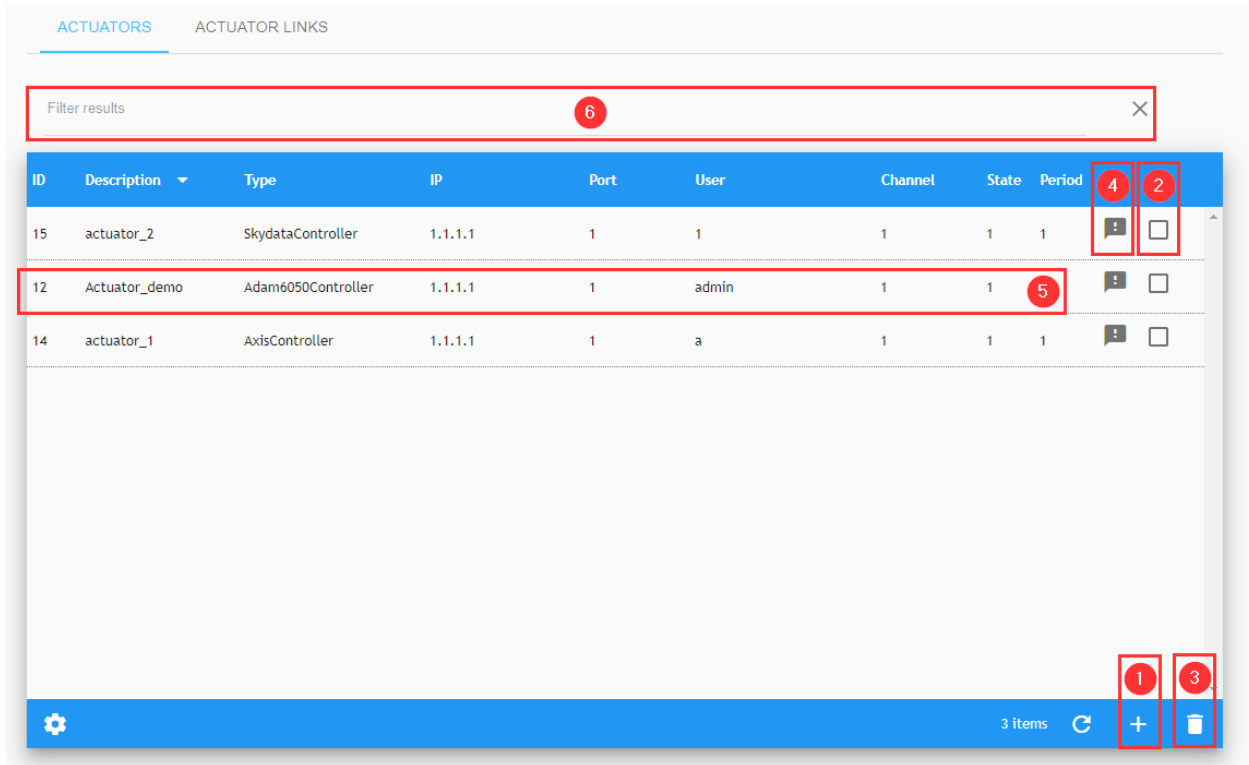 ACTUATORS ACTUATOR LINKS
Filter results 6
ID Description Type IP Port User Channel State Period 4 2
15 actuator_2 SkydataController 1.1.1.1 1 1 1 1 1
12 Actuator_demo Adam6050Controller 1.1.1.1 1 admin 1 1 5
14 actuator_1 AxisController 1.1.1.1 1 a 1 1 1
1 3
3 items